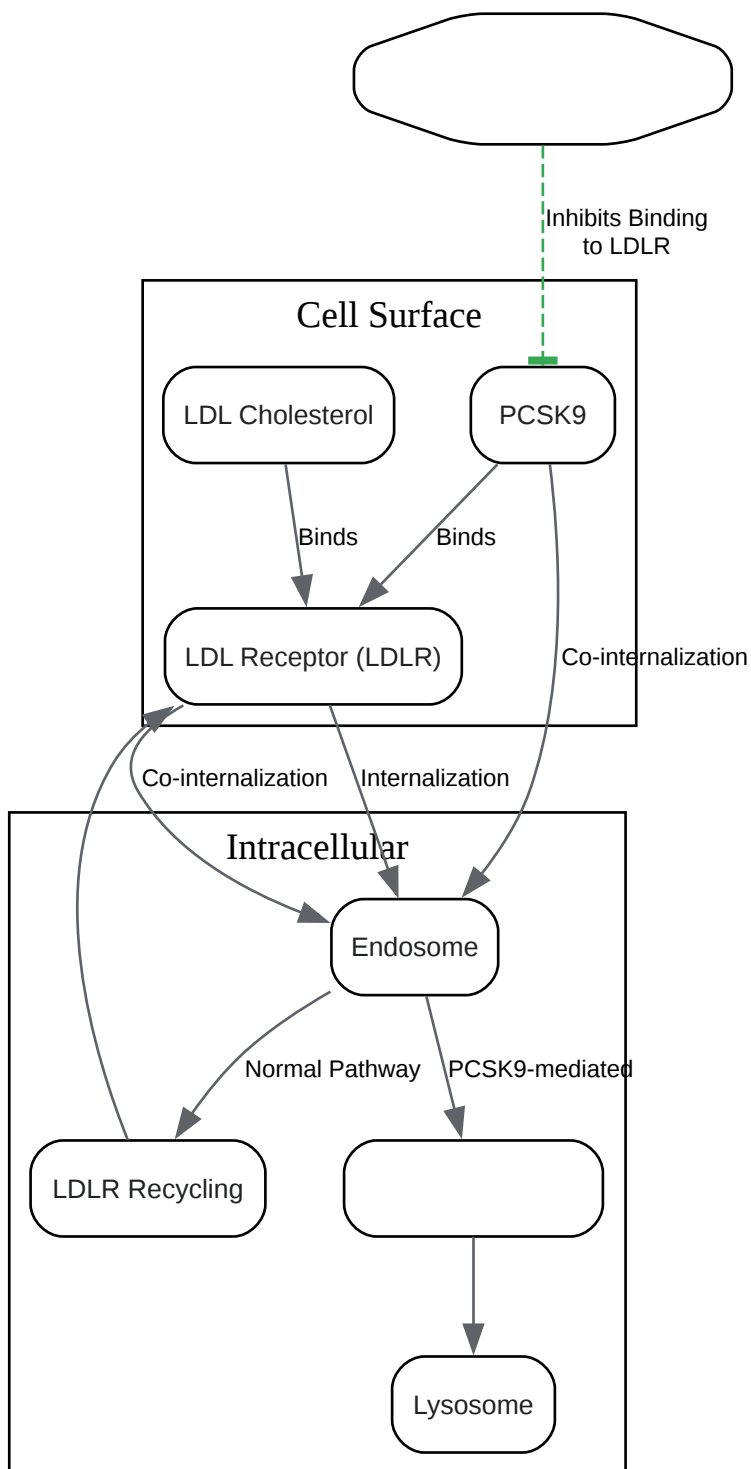 Inhibits Binding
to LDLR
Cell Surface
LDL Cholesterol
PCSK9
Binds
Binds
LDL Receptor (LDLR)
Co-internalization
Co-internalization
Internalization
Intracellular
Endosome
Normal Pathway
PCSK9-mediated
LDLR Recycling
Lysosome